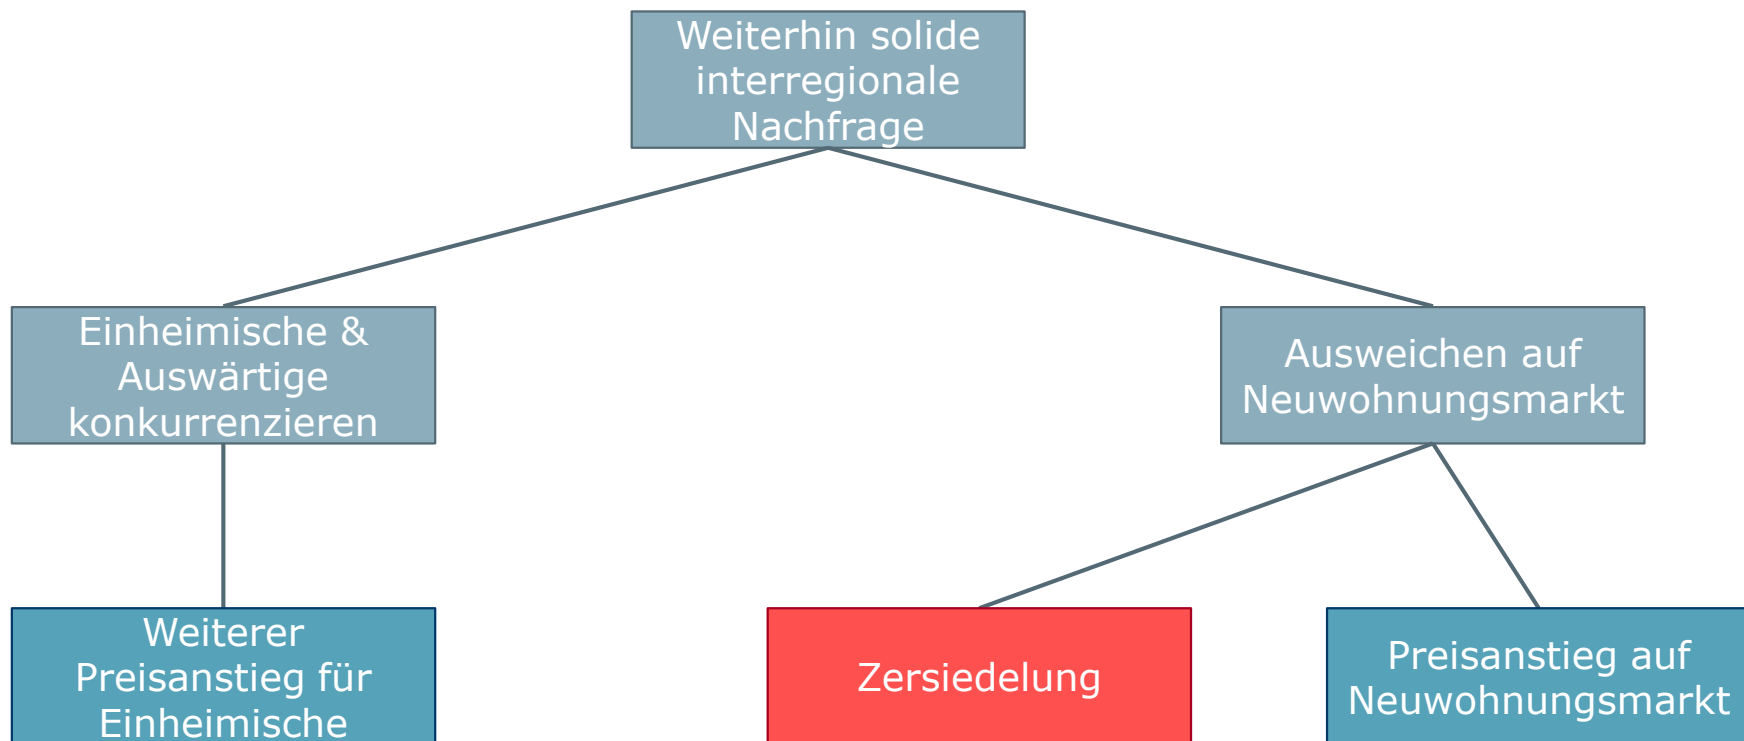 Weiterhin solide
interregionale
Nachfrage
Einheimische &
Auswärtige
konkurrenzieren
Ausweichen auf
Neuwohnungsmarkt
Weiterer
Preisanstieg für
Einheimische
Zersiedelung
Preisanstieg auf
Neuwohnungsmarkt